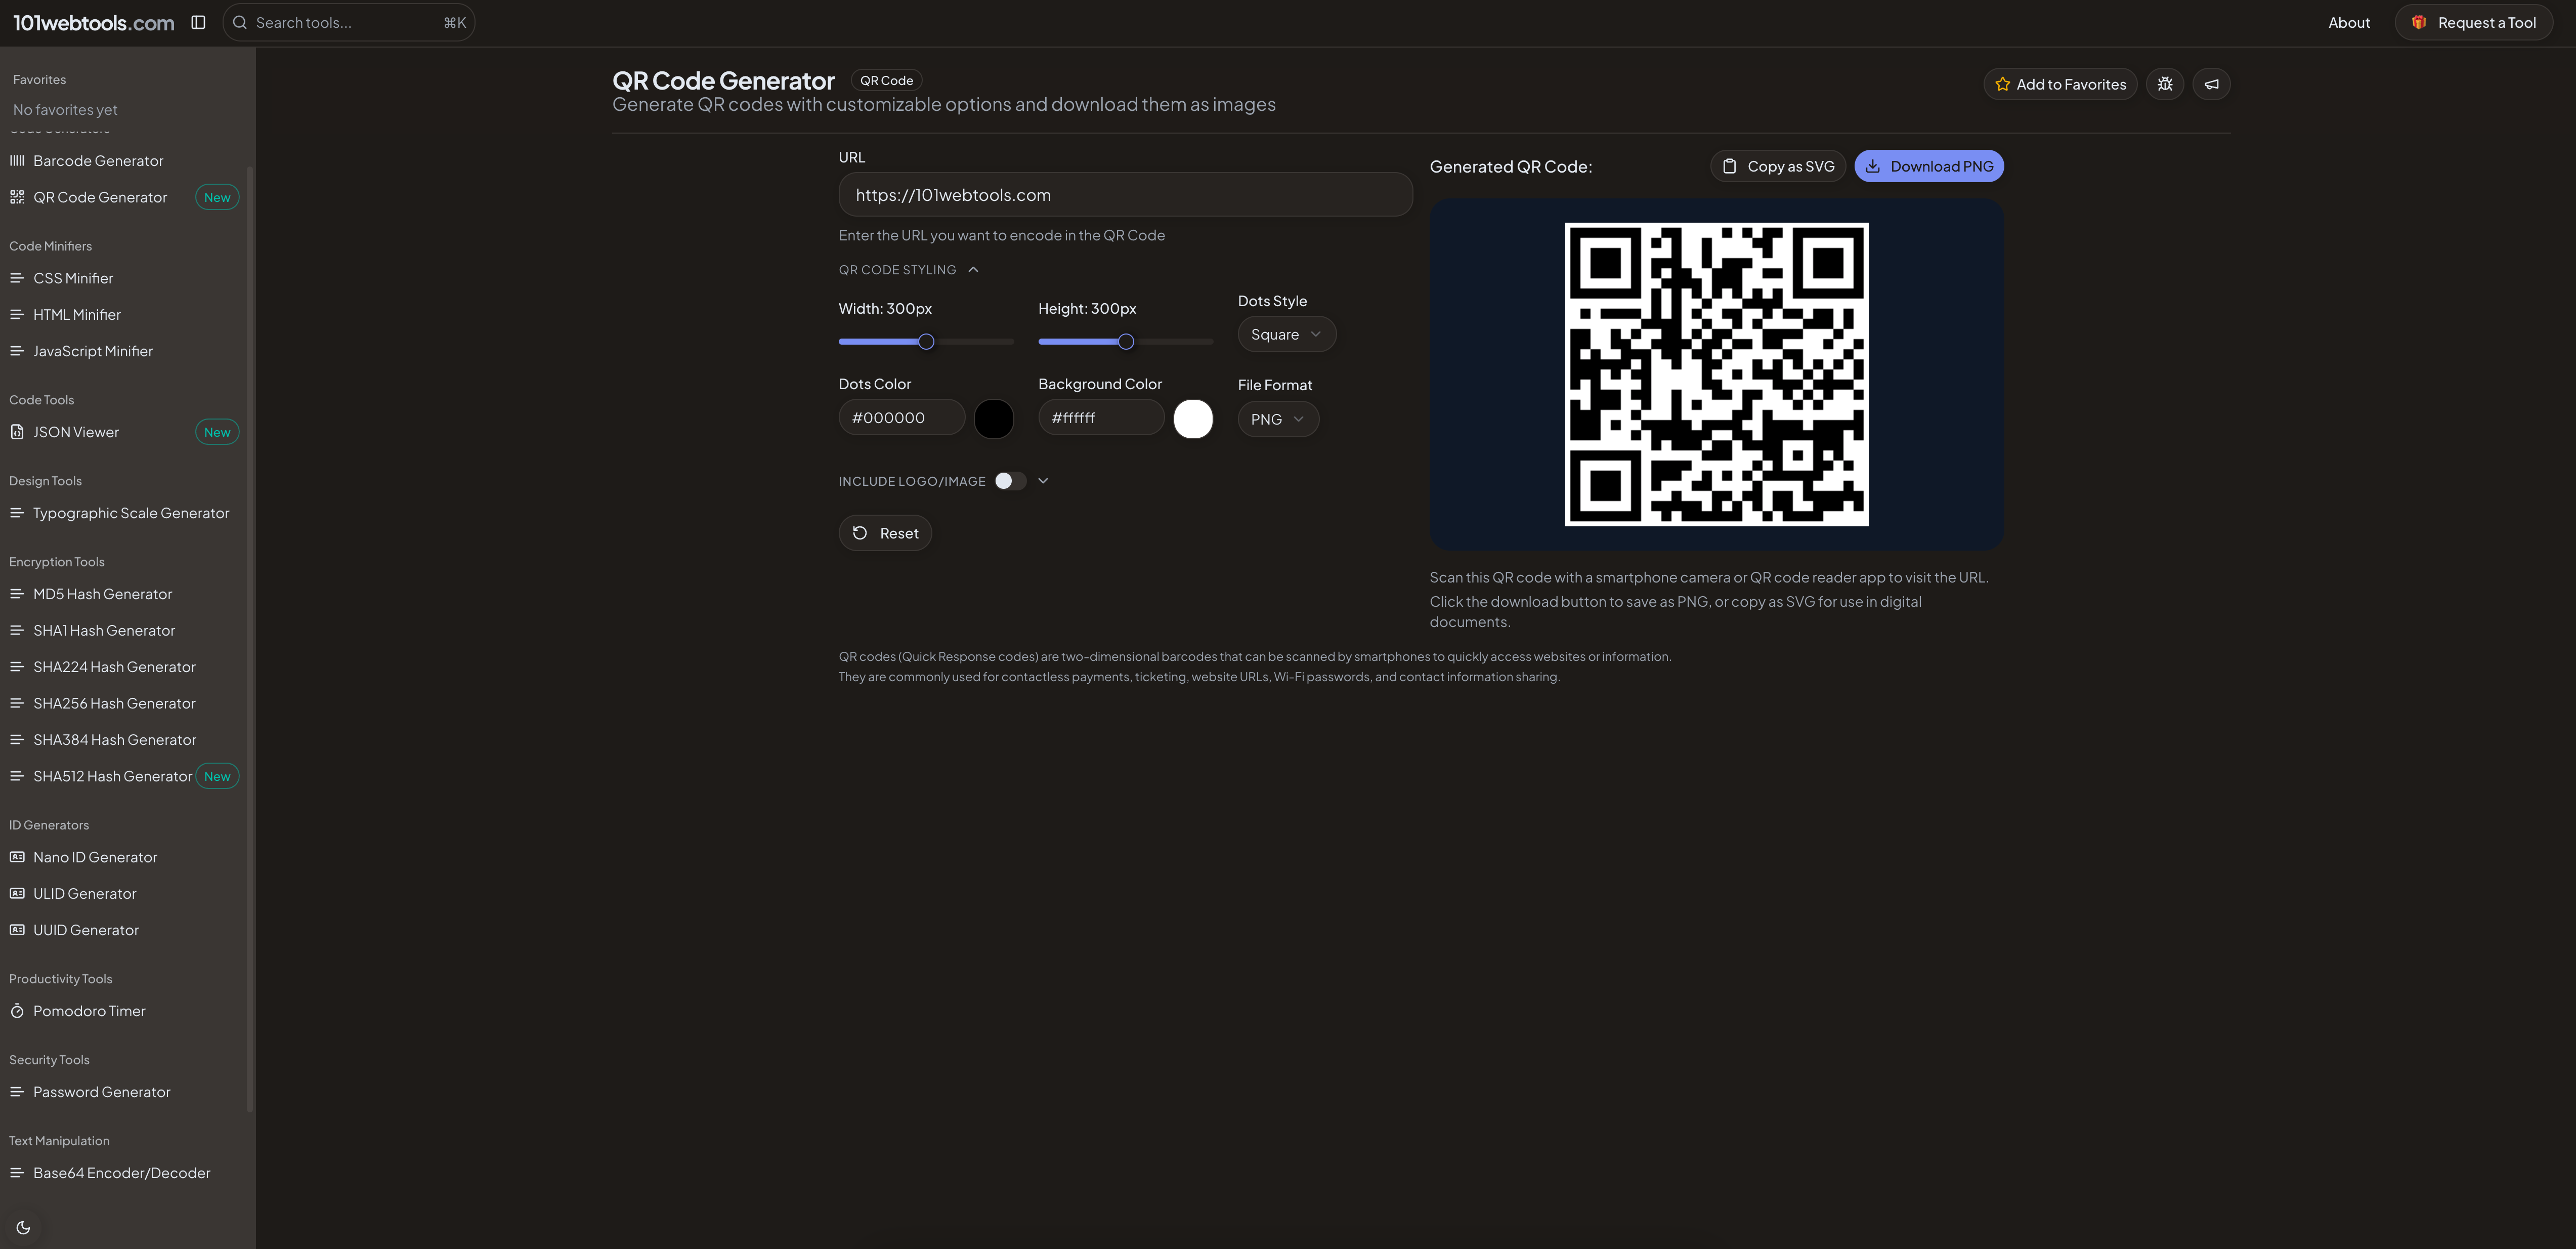 101webtools.com
Search tools...
⌘K
About
Request a Tool
Favorites
No favorites yet
Code Generators
Barcode Generator
QR Code Generator New
Code Minifiers
CSS Minifier
HTML Minifier
JavaScript Minifier
Code Tools
JSON Viewer New
Design Tools
Typographic Scale Generator
Encryption Tools
MD5 Hash Generator
SHA1 Hash Generator
SHA224 Hash Generator
SHA256 Hash Generator
SHA384 Hash Generator
SHA512 Hash Generator New
ID Generators
Nano ID Generator
ULID Generator
UUID Generator
Productivity Tools
Pomodoro Timer
Security Tools
Password Generator
Text Manipulation
Base64 Encoder/Decoder
QR Code Generator QR Code
Generate QR codes with customizable options and download them as images
Add to Favorites
URL
https://101webtools.com
Enter the URL you want to encode in the QR Code
QR CODE STYLING
Width: 300px
Height: 300px
Dots Style
Square
Dots Color
#000000
Background Color
#ffffff
File Format
PNG
INCLUDE LOGO/IMAGE
Reset
Generated QR Code:
Copy as SVG
Download PNG
Scan this QR code with a smartphone camera or QR code reader app to visit the URL.
Click the download button to save as PNG, or copy as SVG for use in digital
documents.
QR codes (Quick Response codes) are two-dimensional barcodes that can be scanned by smartphones to quickly access websites or information.
They are commonly used for contactless payments, ticketing, website URLs, Wi-Fi passwords, and contact information sharing.